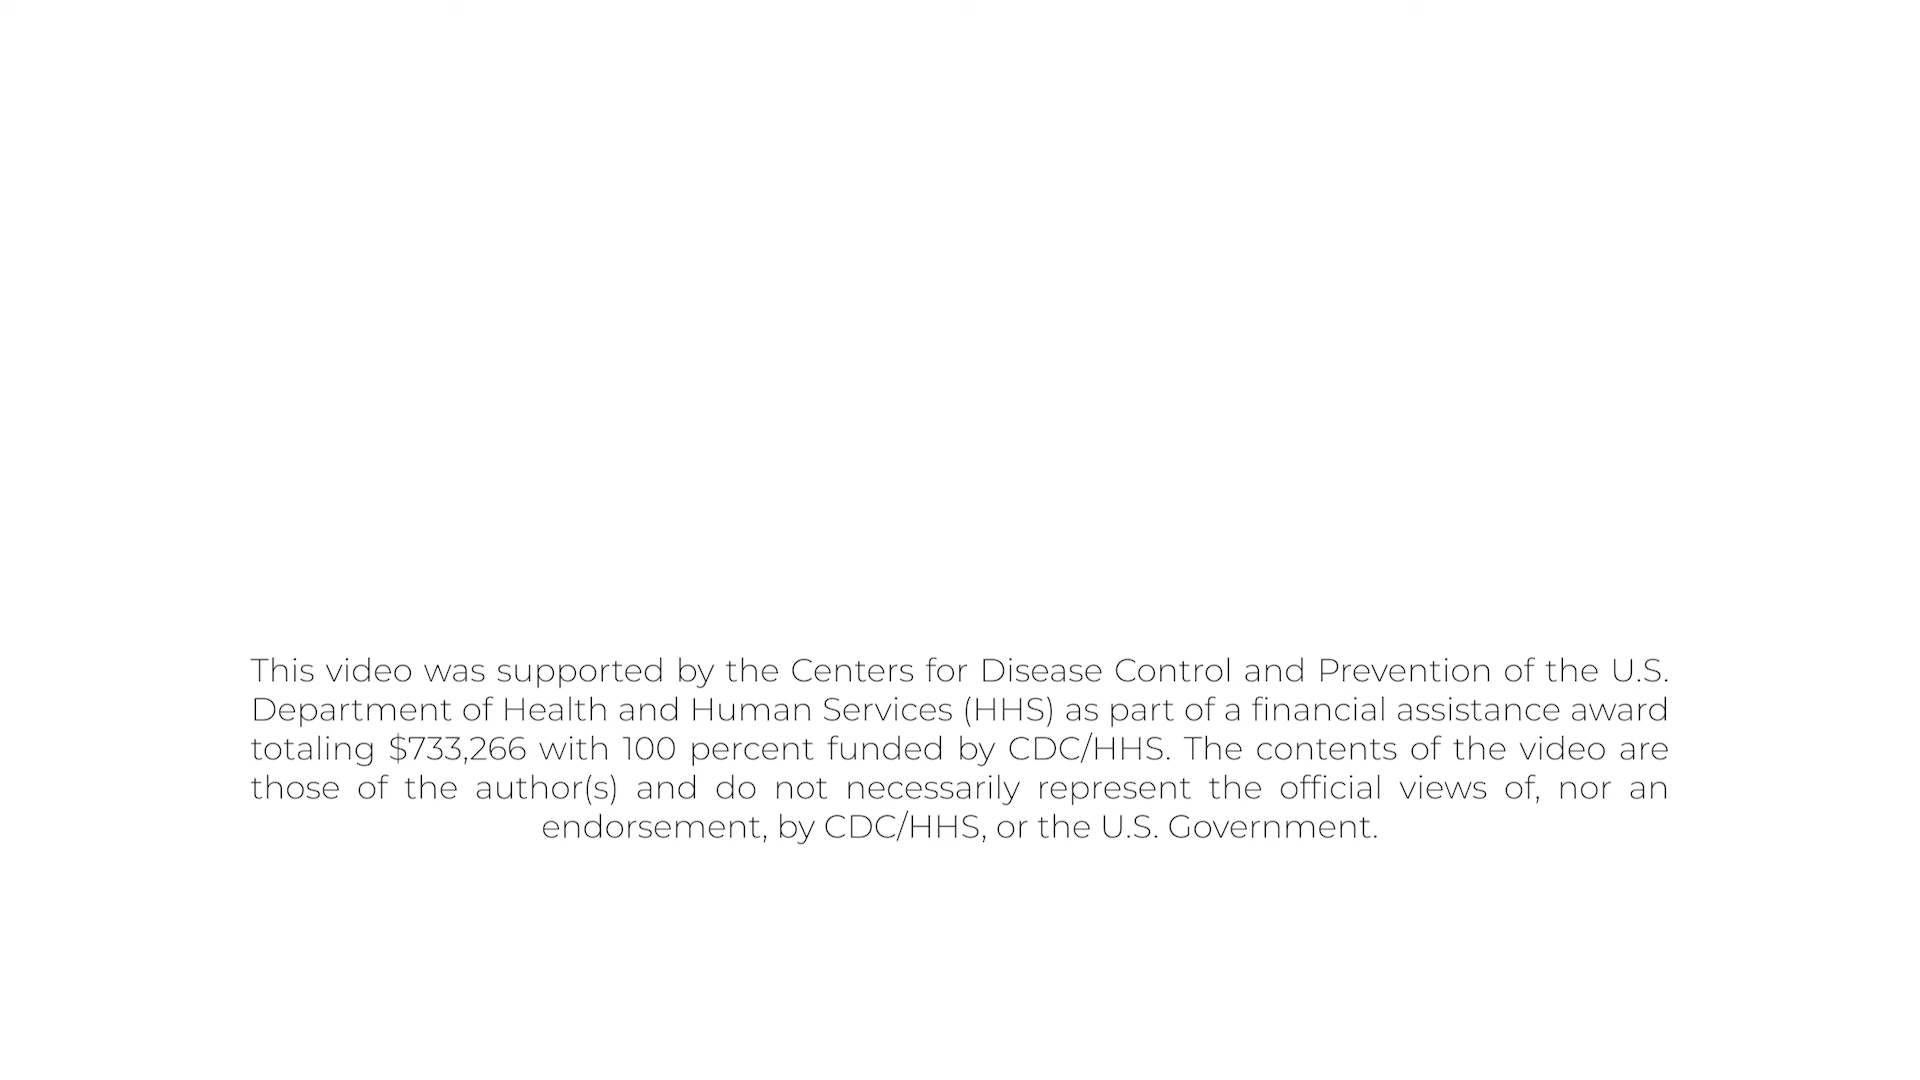 This video was supported by the Centers for Disease Control and Prevention of the U.S.
Department of Health and Human Services (HHS) as part of a financial assistance award
totaling $733,266 with 100 percent funded by CDC/HHS. The contents of the video are
those of the author(s) and do not necessarily represent the official views of, nor an
endorsement, by CDC/HHS, or the U.S. Government.